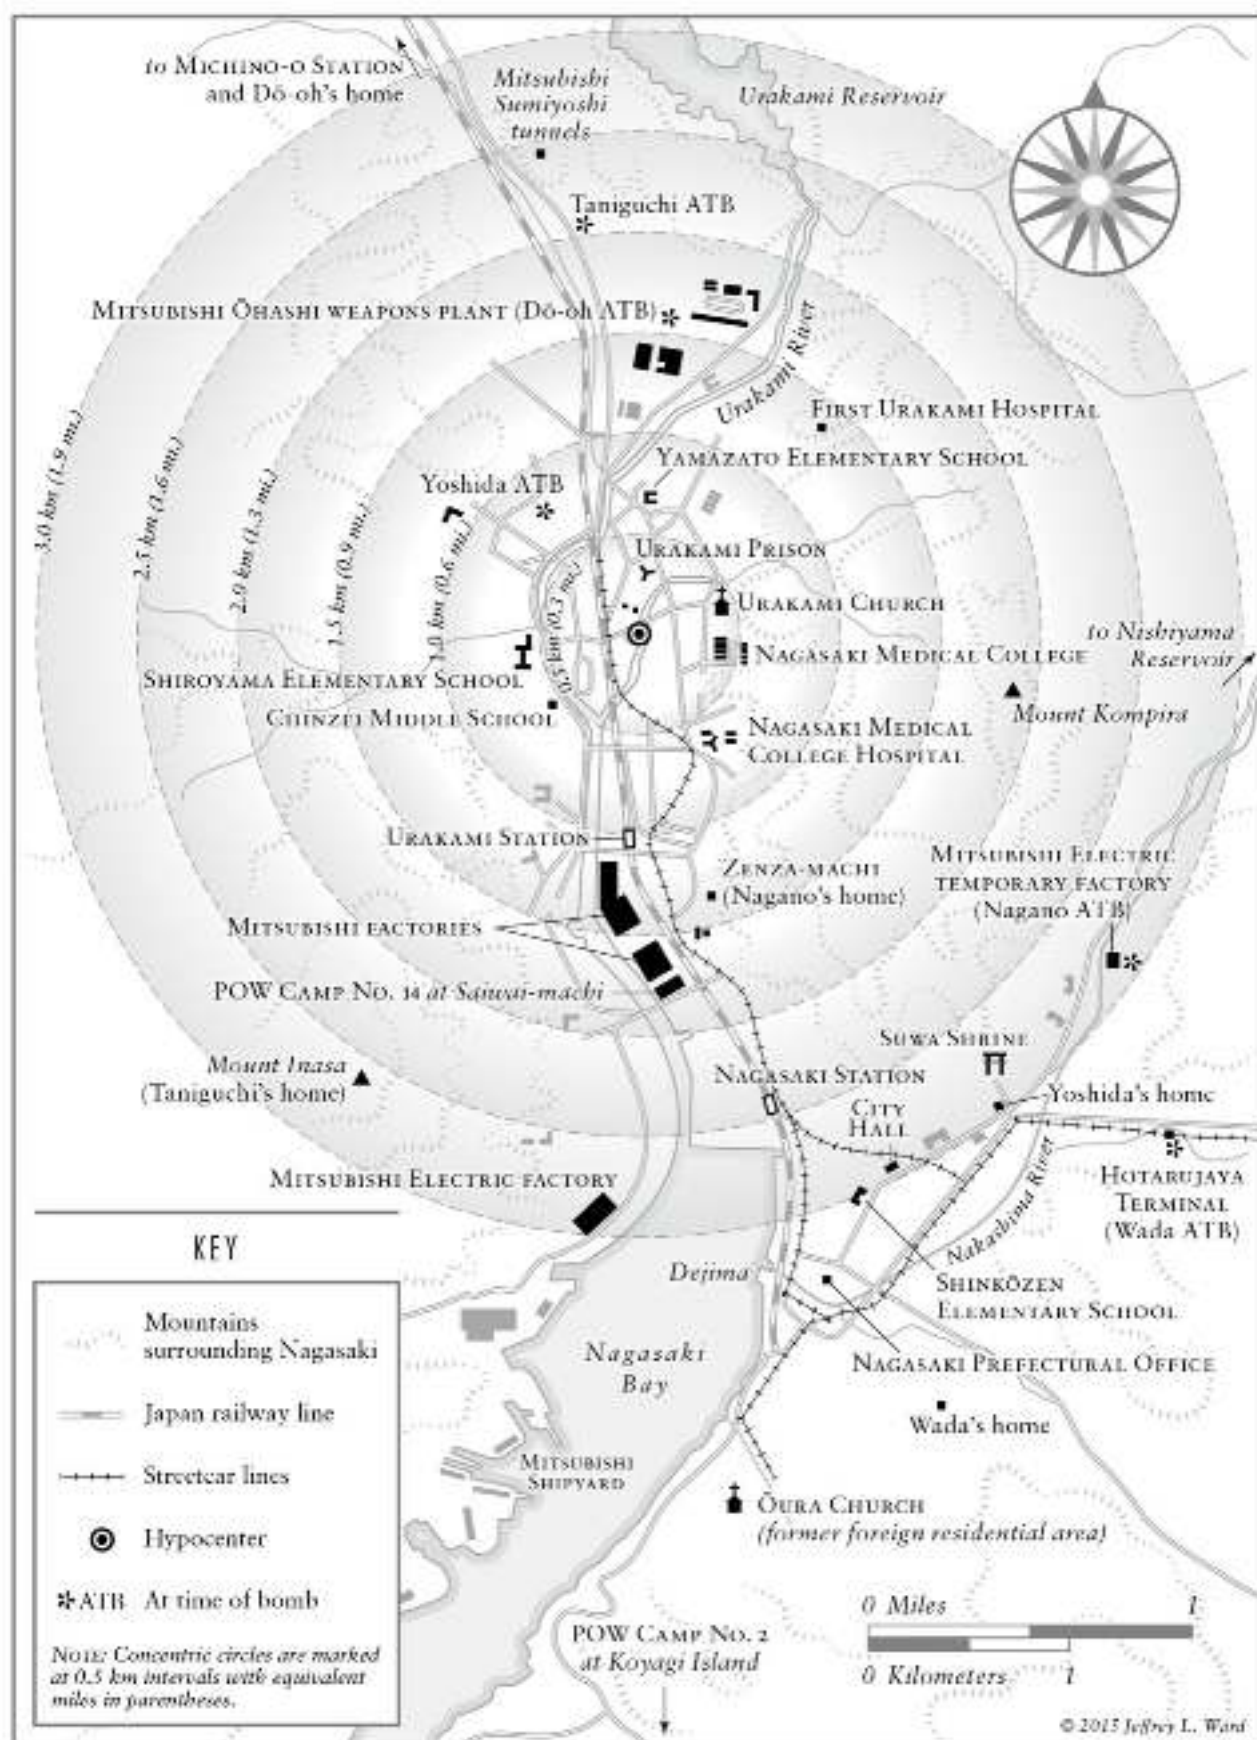 to MICHINO-O STATION
and Dō-oh's home
Mitsubishi
Sumiyoshi
tunnels
Urakami Reservoir
Taniguchi ATB
MITSUBISHI ŌHASHI WEAPONS PLANT (Dō-oh ATB)
Urakami River
FIRST URAKAMI HOSPITAL
YAMAZATO ELEMENTARY SCHOOL
Yoshida ATB
3.0 km (1.9 mi.)
2.5 km (1.6 mi.)
2.0 km (1.3 mi.)
1.5 km (0.9 mi.)
1.0 km (0.6 mi.)
0.5 km (0.3 mi.)
URAKAMI PRISON
URAKAMI CHURCH
to Nishiyama
Reservoir
NAGASAKI MEDICAL COLLEGE
SHIROYAMA ELEMENTARY SCHOOL
CHINZEI MIDDLE SCHOOL
Mount Kompira
NAGASAKI MEDICAL
COLLEGE HOSPITAL
URAKAMI STATION
ZENZA-MACHI
(Nagano's home)
MITSUBISHI ELECTRIC
TEMPORARY FACTORY
(Nagano ATB)
MITSUBISHI FACTORIES
POW CAMP NO. 14 at Saiwai-machi
SUWA SHRINE
Mount Inasa
(Taniguchi's home)
NAGASAKI STATION
CITY
HALL
Yoshida's home
MITSUBISHI ELECTRIC FACTORY
Nakashima River
HOTARUJAYA
TERMINAL
(Wada ATB)
Dejima
SHINKŌZEN
ELEMENTARY SCHOOL
Nagasaki
Bay
NAGASAKI PREFECTURAL OFFICE
Wada's home
MITSUBISHI
SHIPYARD
ŌURA CHURCH
(former foreign residential area)
POW CAMP NO. 2
at Koyagi Island
KEY
Mountains
surrounding Nagasaki
Japan railway line
Streetcar lines
Hypocenter
ATB At time of bomb
NOTE: Concentric circles are marked
at 0.5 km intervals with equivalent
miles in parentheses.
0 Miles 1
0 Kilometers 1
© 2015 Jeffrey L. Ward